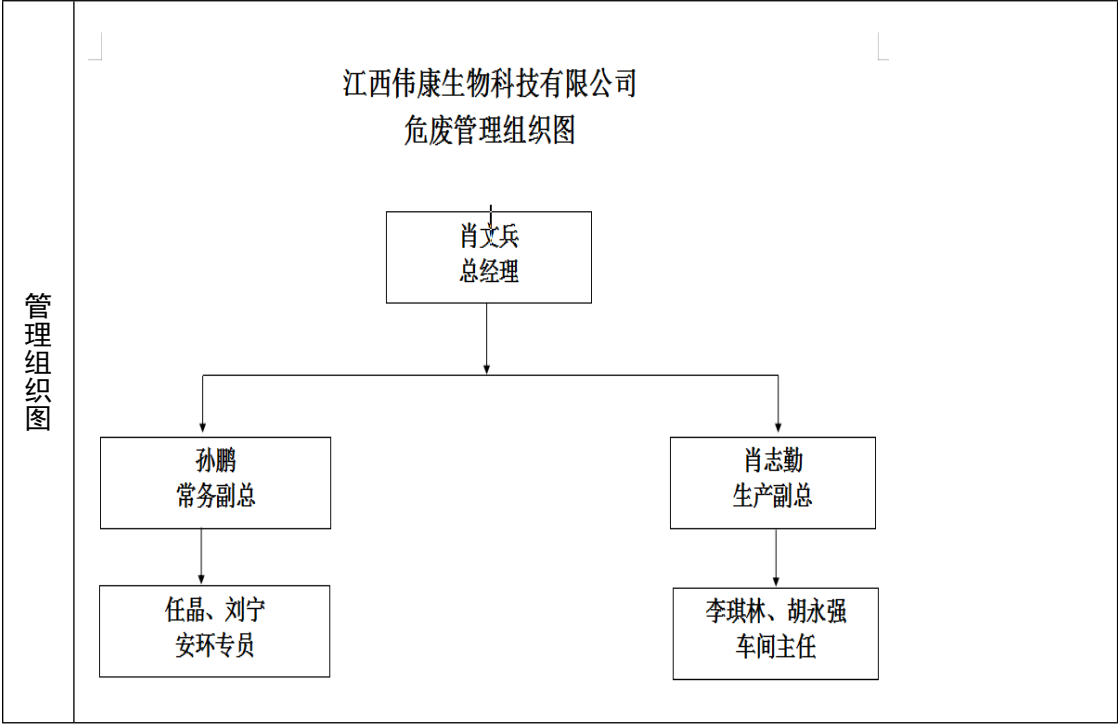 江西伟康生物科技有限公司
危废管理组织图
肖文兵
总经理
管理组织图
孙鹏
常务副总
肖志勤
生产副总
任晶、刘宁
安环专员
李琪林、胡永强
车间主任